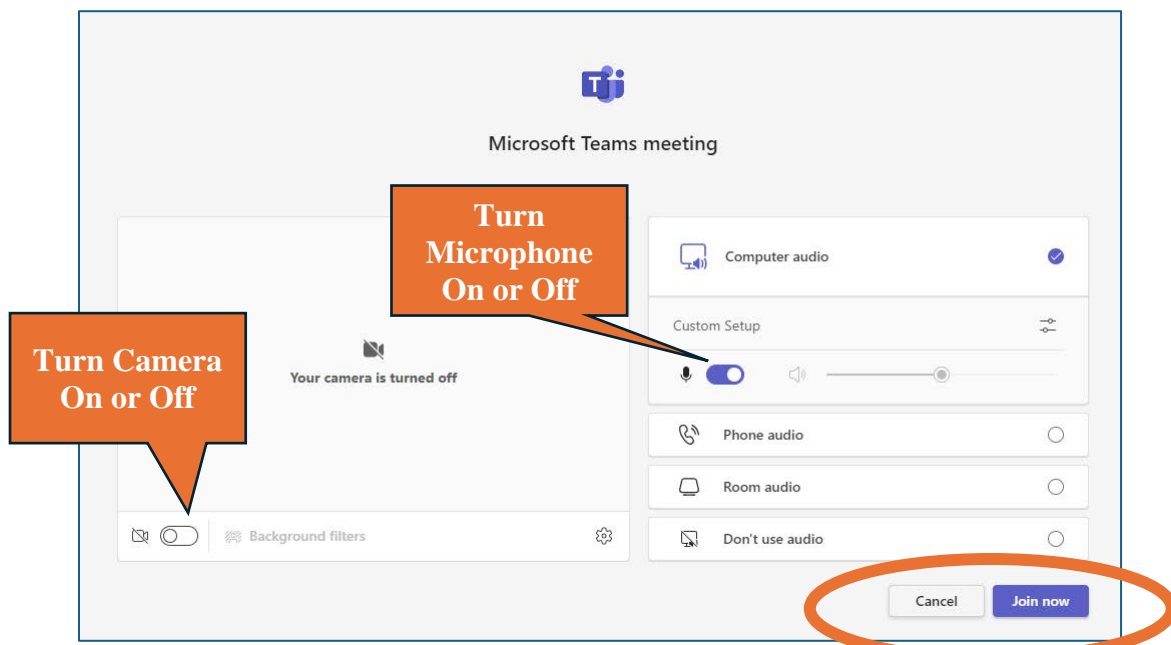 T
Microsoft Teams meeting
Turn
Microphone
On or Off
Computer audio
Custom Setup
Turn Camera
On or Off
Your camera is turned off
Phone audio
Room audio
Background filters
Don't use audio
Cancel
Join now